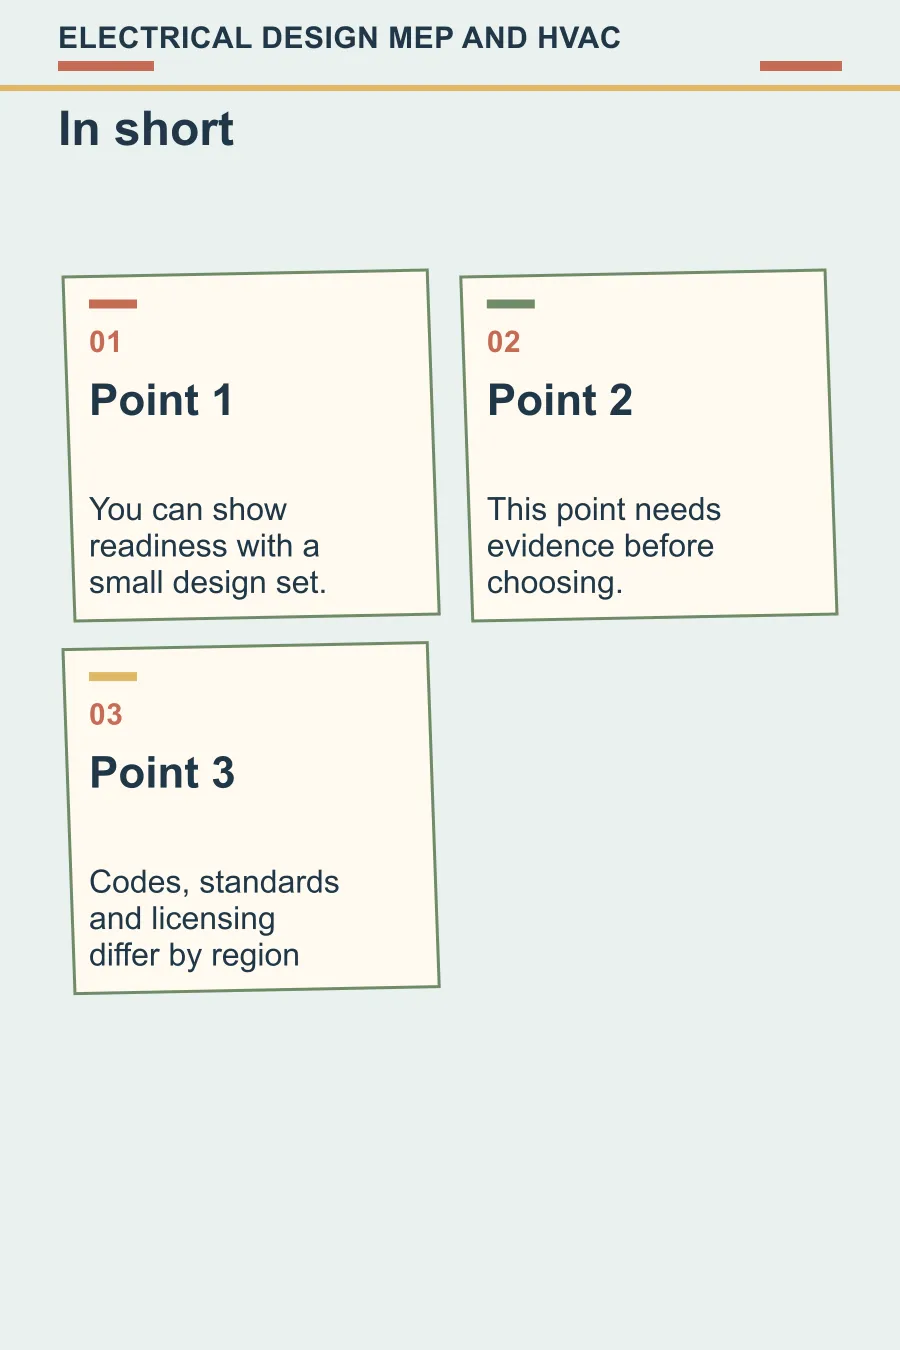 ELECTRICAL DESIGN MEP AND HVAC
In short
01
Point 1
You can show
readiness with a
small design set.
02
Point 2
This point needs
evidence before
choosing.
03
Point 3
Codes, standards
and licensing
differ by region